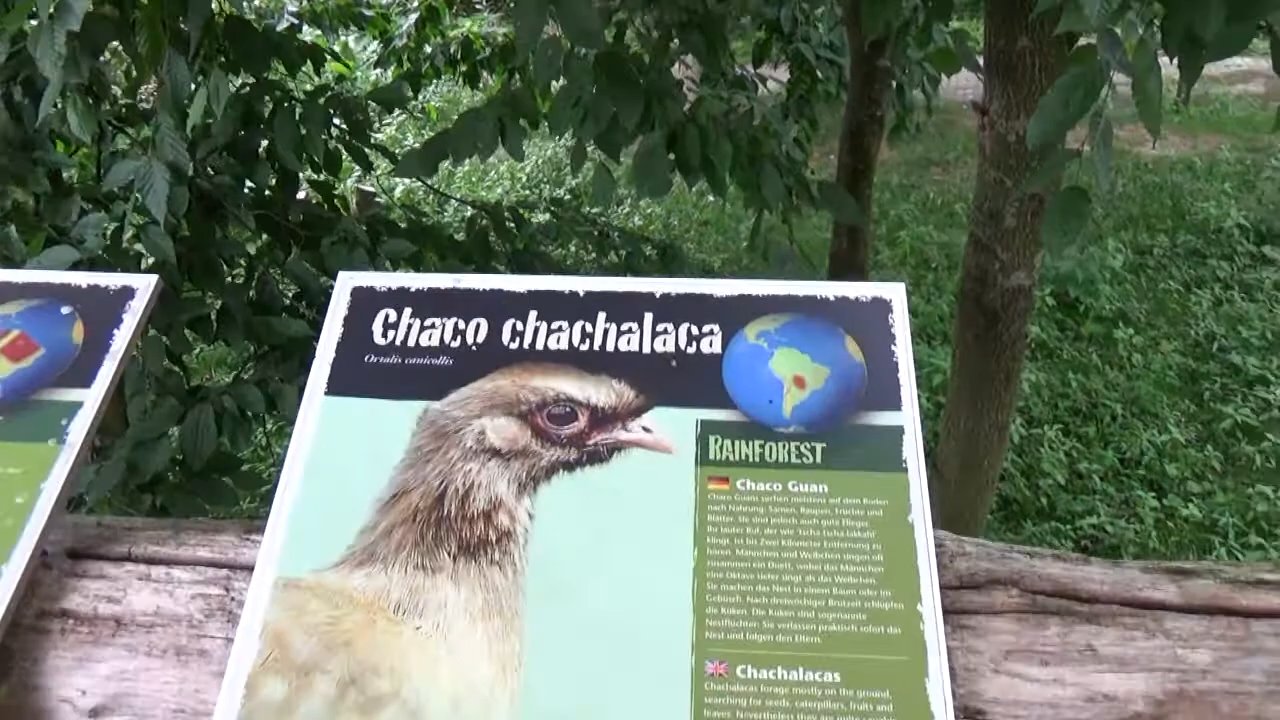 Chaco chachalaca
Ortalis canicollis
RAINFOREST
Chaco Guan
Chaco Guans suchen meistens auf dem Boden
nach Nahrung: Samen, Raupen, Früchte und
Blätter. Sie sind jedoch auch gute Flieger.
Ihr lauter Ruf, der wie 'tscha tscha-lakkah'
klingt, ist bis Zwei Kilometer Entfernung zu
hören. Männchen und Weibchen singen oft
zusammen ein Duett, wobei das Männchen
eine Oktave tiefer singt als das Weibchen.
Sie machen das Nest in einem Baum oder im
Gebüsch. Nach dreiwöchiger Brutzeit schlüpfen
die Küken. Die Küken sind sogenannte
Nestflüchter: Sie verlassen praktisch sofort das
Nest und folgen den Eltern.
Chachalacas
Chachalacas forage mostly on the ground,
searching for seeds, caterpillars, fruits and
leaves. Nevertheless they are quite